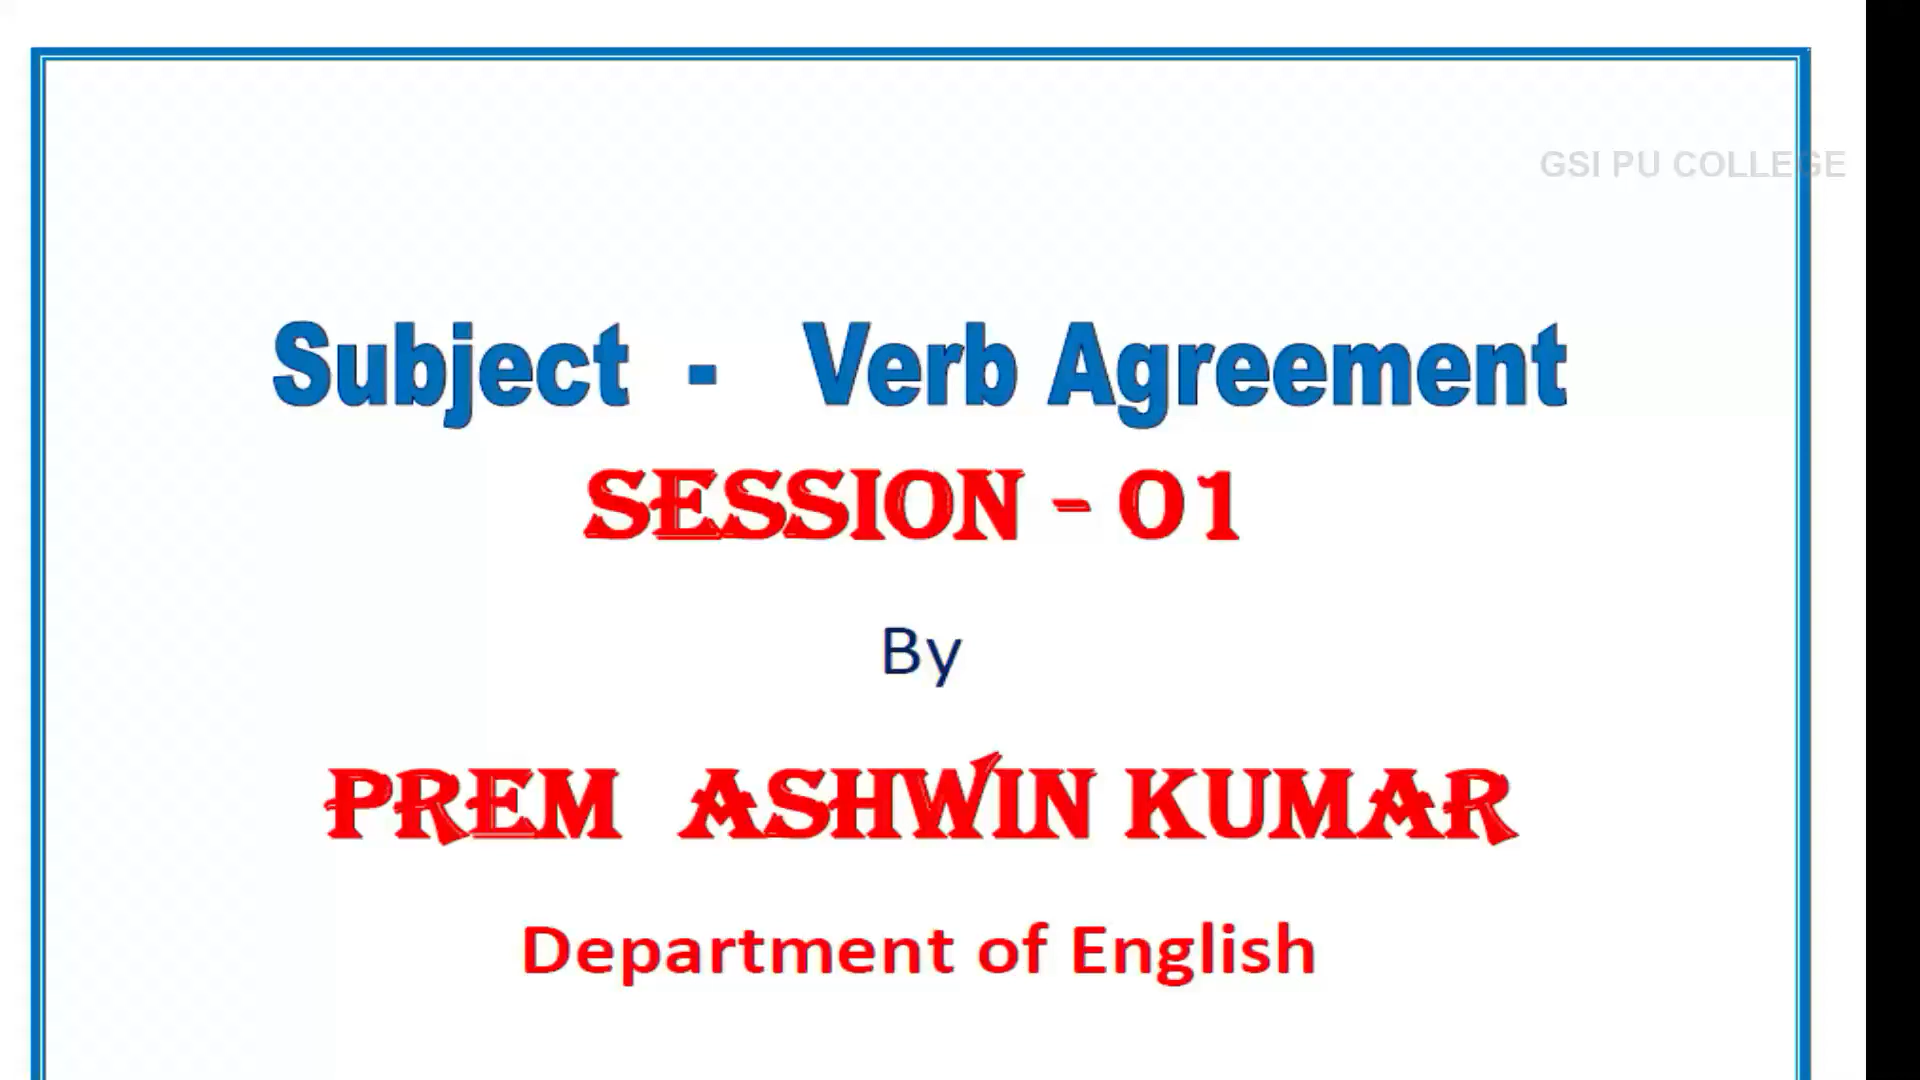 GSI PU COLLEGE
Subject - Verb Agreement
SESSION - 01
By
PREM ASHWIN KUMAR
Department of English